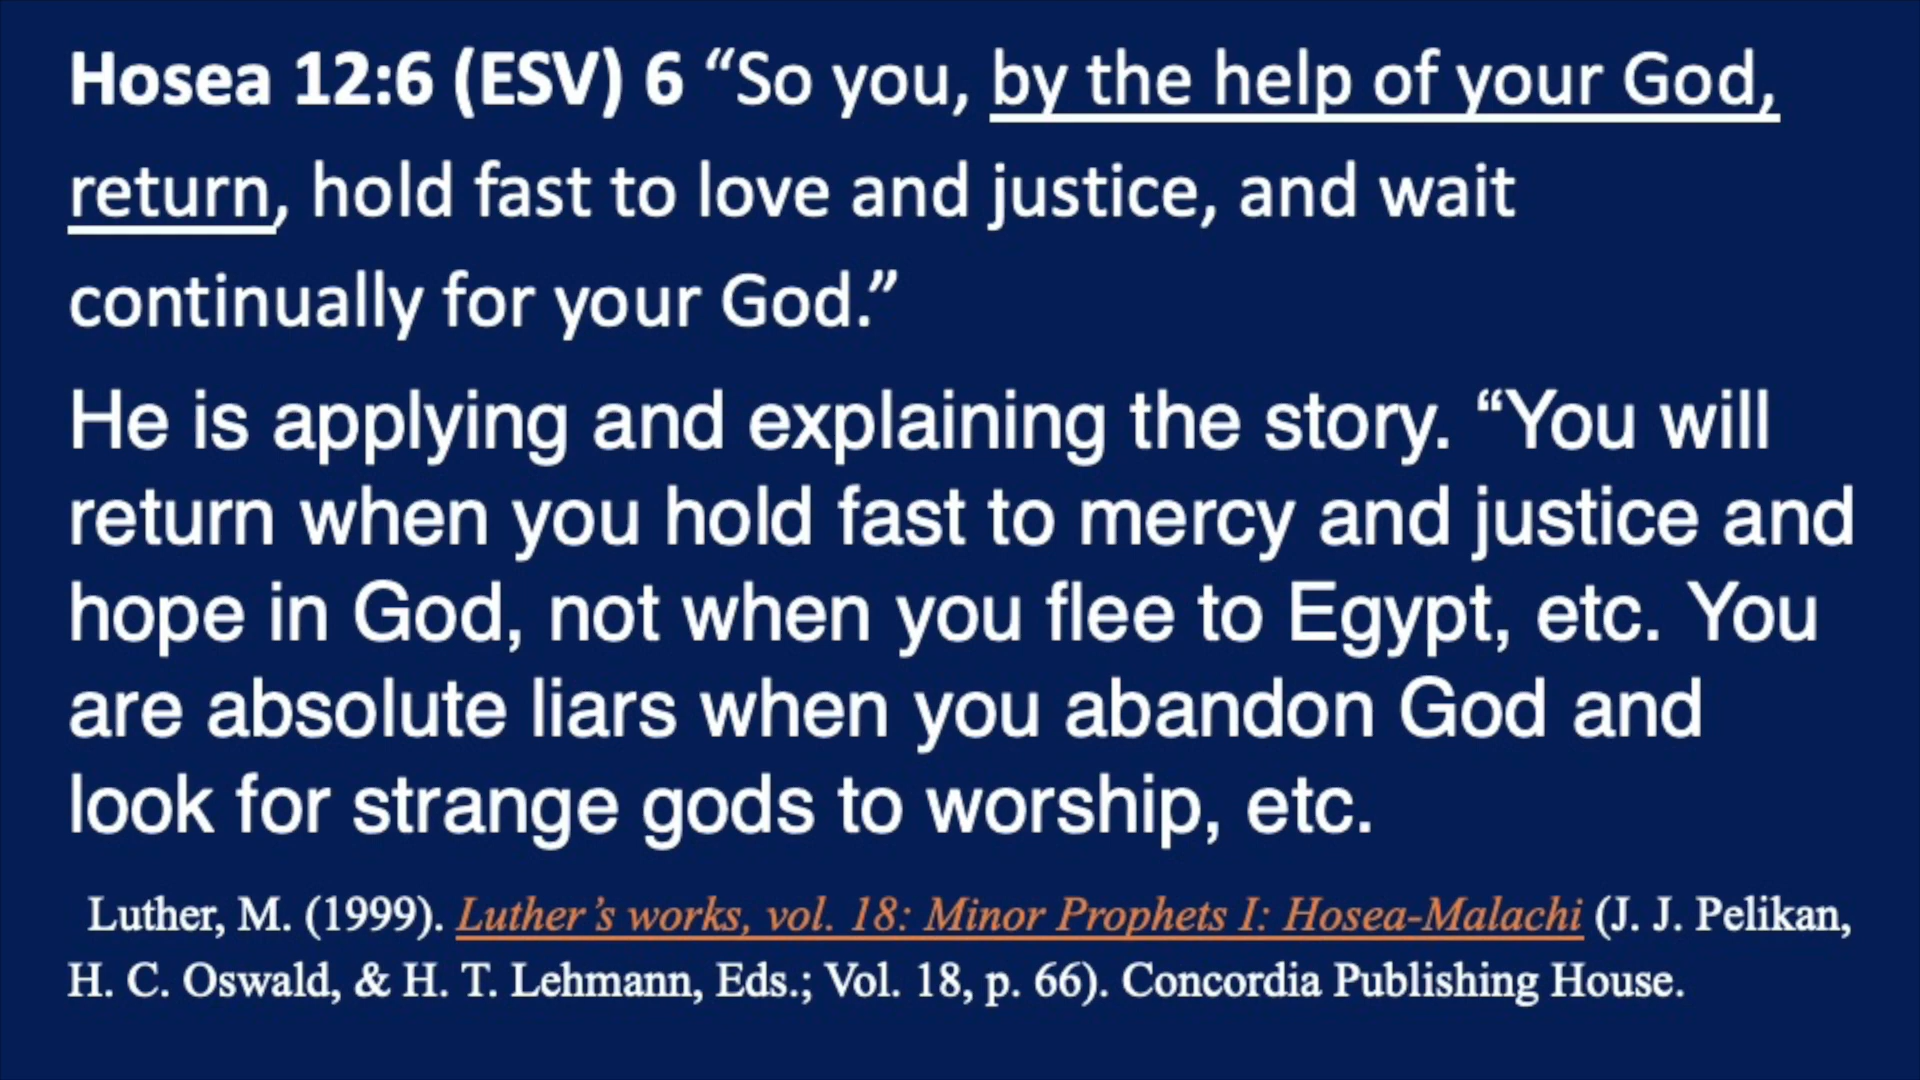 Hosea 12:6 (ESV) 6 “So you, by the help of your God,
return, hold fast to love and justice, and wait
continually for your God.”
He is applying and explaining the story. “You will
return when you hold fast to mercy and justice and
hope in God, not when you flee to Egypt, etc. You
are absolute liars when you abandon God and
look for strange gods to worship, etc.
Luther, M. (1999). Luther’s works, vol. 18: Minor Prophets I: Hosea-Malachi (J. J. Pelikan,
H. C. Oswald, & H. T. Lehmann, Eds.; Vol. 18, p. 66). Concordia Publishing House.